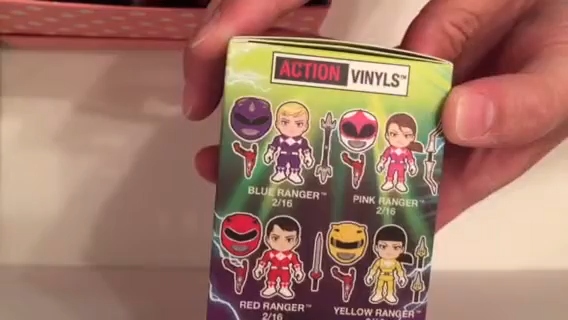 ACTION VINYLS™
BLUE RANGER™
2/16
PINK RANGER™
2/16
RED RANGER™
2/16
YELLOW RANGER™